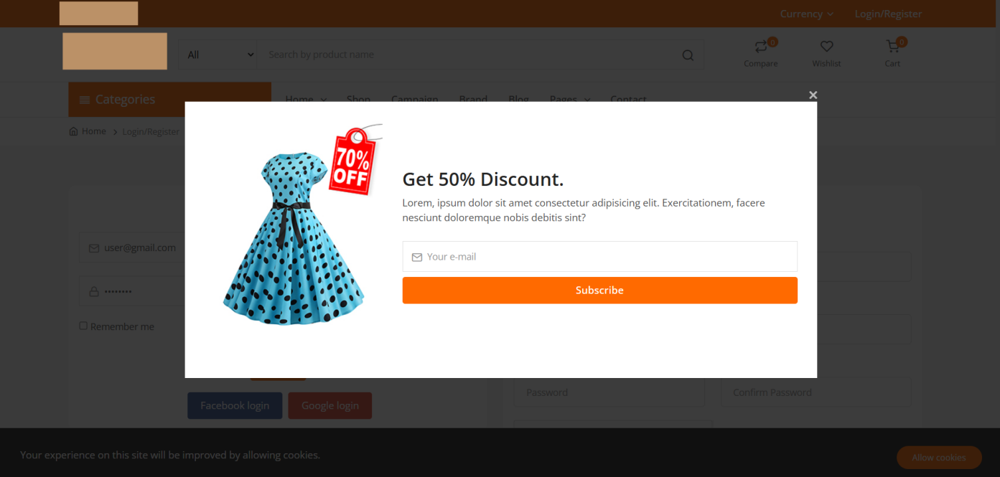 Currency
Login/Register
All
Search by product name
0
0
Compare
Wishlist
Cart
Categories
Home
Shop
Campaign
Brand
Blog
Pages
Contact
×
Home
Login/Register
70%
OFF
Get 50% Discount.
Lorem, ipsum dolor sit amet consectetur adipisicing elit. Exercitationem, facere
nesciunt doloremque nobis debitis sint?
user@gmail.com
Your e-mail
••••••••
Subscribe
Remember me
Password
Confirm Password
Facebook login
Google login
Your experience on this site will be improved by allowing cookies.
Allow cookies